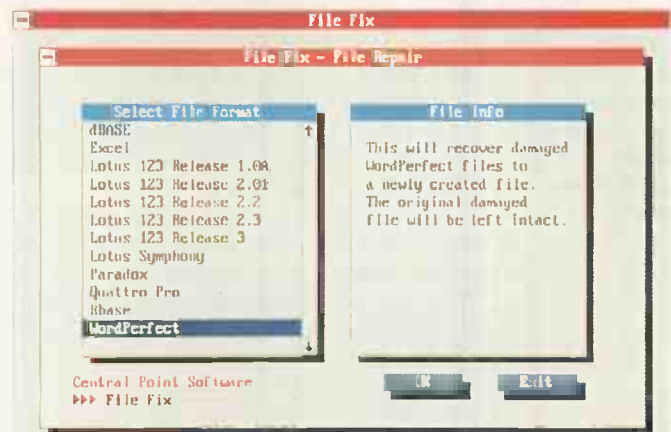 File Fix
File Fix - File Repair
Select File Format
dBASE
Excel
Lotus 123 Release 1.0A
Lotus 123 Release 2.01
Lotus 123 Release 2.2
Lotus 123 Release 2.3
Lotus 123 Release 3
Lotus Symphony
Paradox
Quattro Pro
Rbase
WordPerfect
File Info
This will recover damaged
WordPerfect files to
a newly created file.
The original damaged
file will be left intact.
OK
Exit
Central Point Software
▶▶▶ File Fix